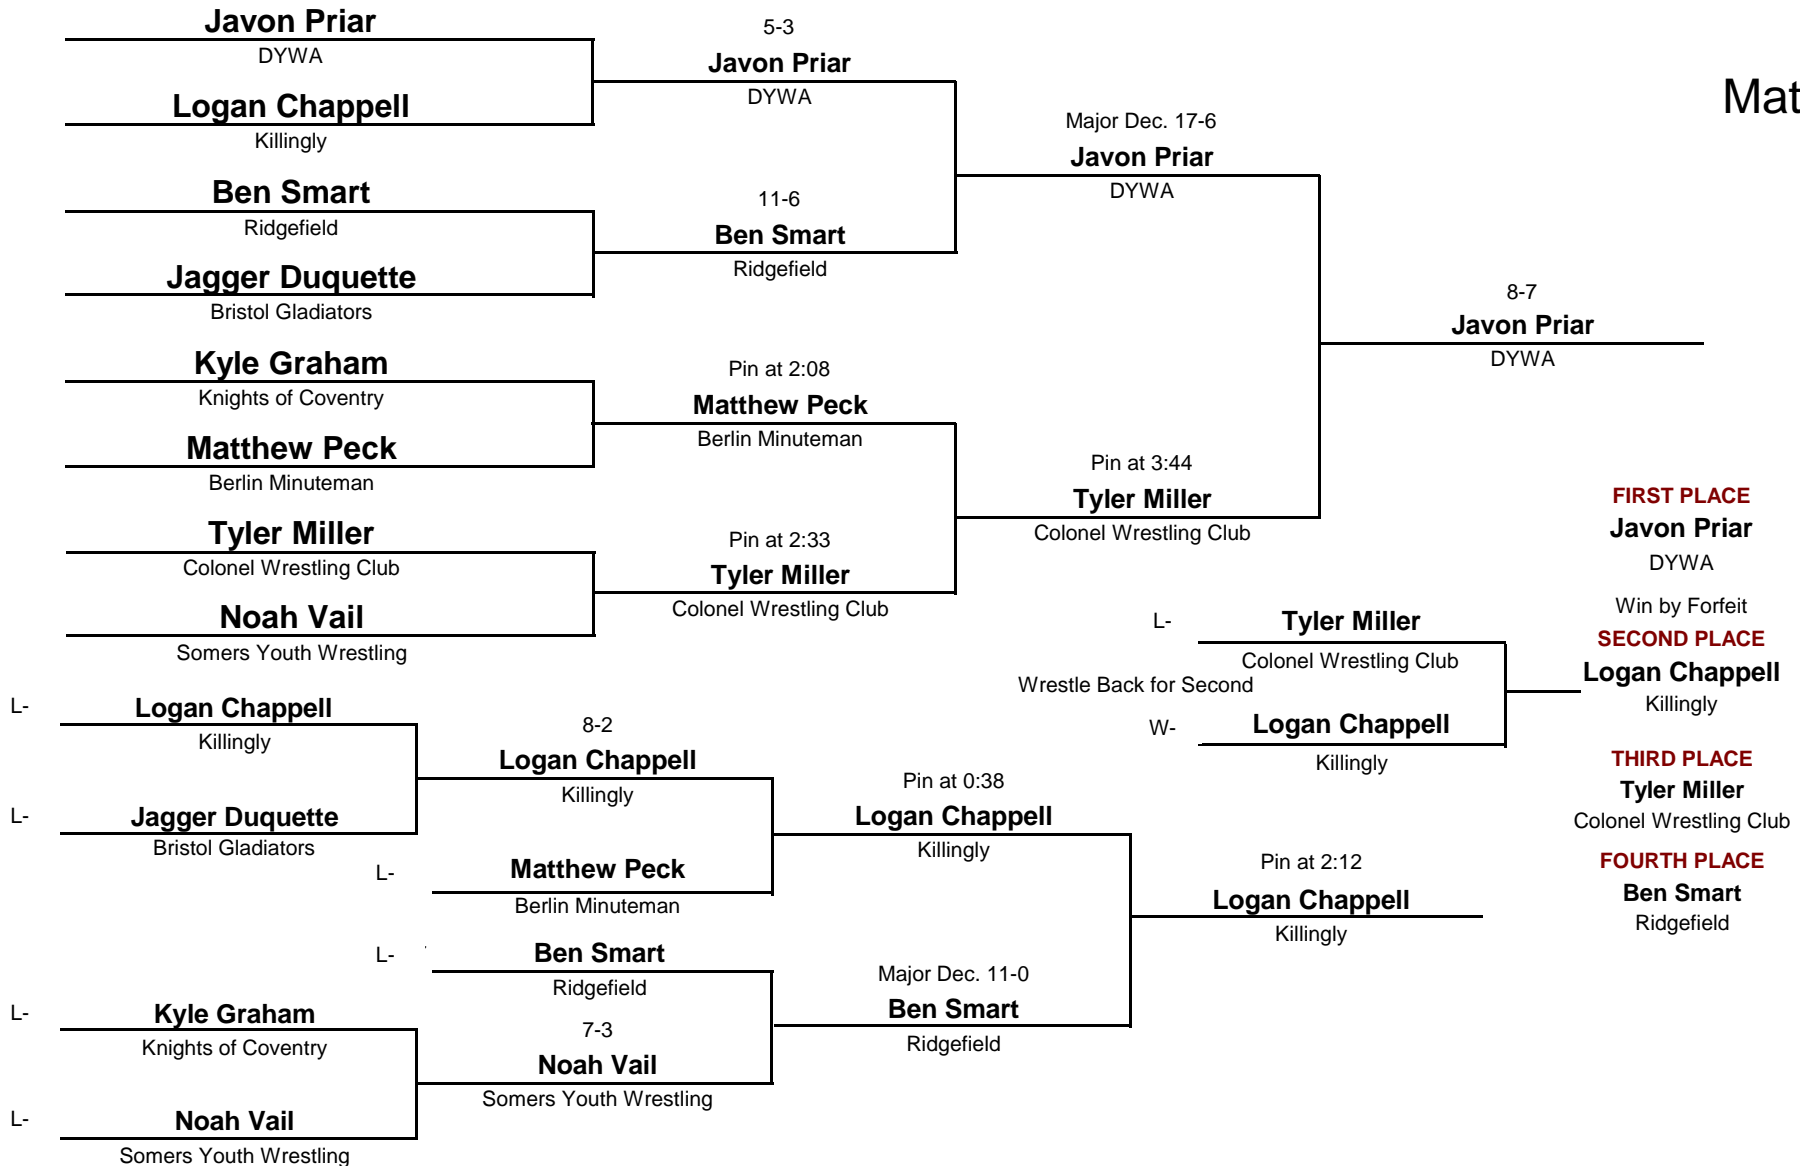 Javon Priar
DYWA
Logan Chappell
Killingly
Ben Smart
Ridgefield
Jagger Duquette
Bristol Gladiators
Kyle Graham
Knights of Coventry
Matthew Peck
Berlin Minuteman
Tyler Miller
Colonel Wrestling Club
Noah Vail
Somers Youth Wrestling
5-3
Javon Priar
DYWA
11-6
Ben Smart
Ridgefield
Pin at 2:08
Matthew Peck
Berlin Minuteman
Pin at 2:33
Tyler Miller
Colonel Wrestling Club
Major Dec. 17-6
Javon Priar
DYWA
Pin at 3:44
Tyler Miller
Colonel Wrestling Club
8-7
Javon Priar
DYWA
Mat
L-
Logan Chappell
Killingly
L-
Jagger Duquette
Bristol Gladiators
L-
Kyle Graham
Knights of Coventry
L-
Noah Vail
Somers Youth Wrestling
8-2
Logan Chappell
Killingly
L-
Matthew Peck
Berlin Minuteman
L-
Ben Smart
Ridgefield
7-3
Noah Vail
Somers Youth Wrestling
Pin at 0:38
Logan Chappell
Killingly
Major Dec. 11-0
Ben Smart
Ridgefield
Pin at 2:12
Logan Chappell
Killingly
L-
Tyler Miller
Colonel Wrestling Club
Wrestle Back for Second
W-
Logan Chappell
Killingly
FIRST PLACE
Javon Priar
DYWA
Win by Forfeit
SECOND PLACE
Logan Chappell
Killingly
THIRD PLACE
Tyler Miller
Colonel Wrestling Club
FOURTH PLACE
Ben Smart
Ridgefield